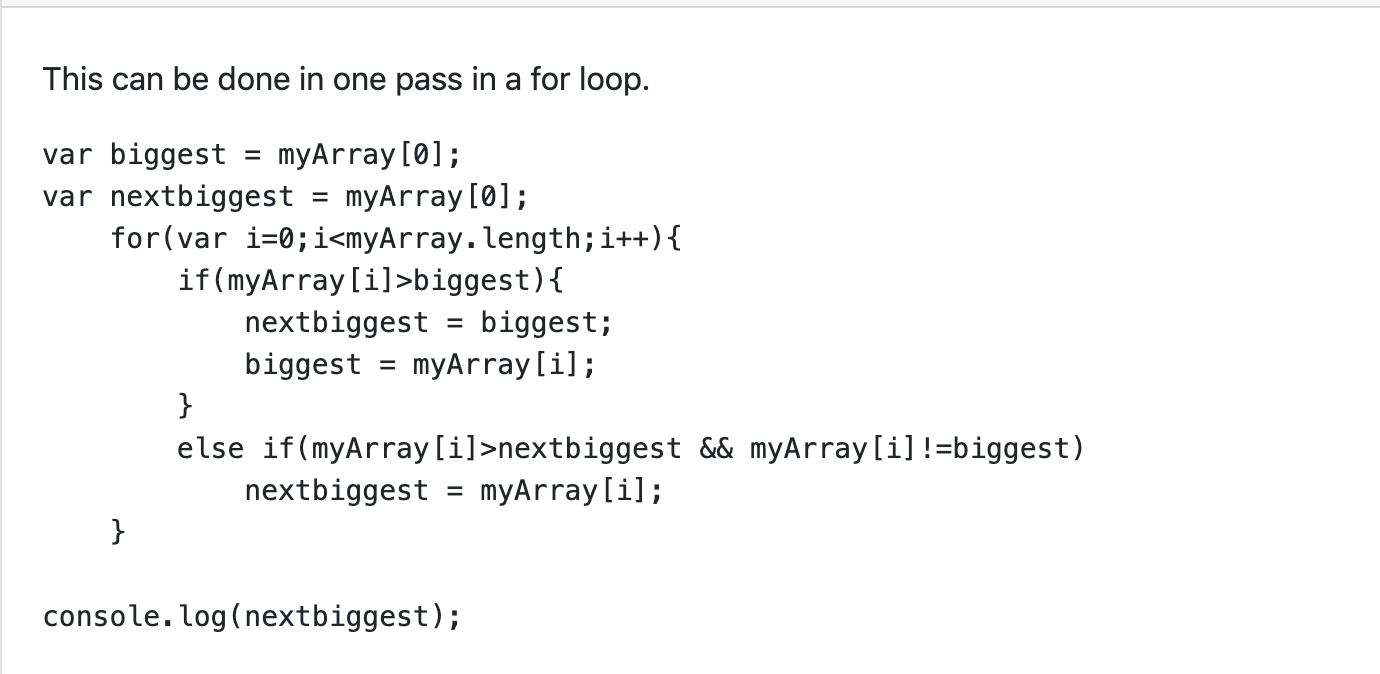 This can be done in one pass in a for loop.
var biggest = myArray[0];
var nextbiggest = myArray[0];
    for(var i=0;i<myArray.length;i++){
        if(myArray[i]>biggest){
            nextbiggest = biggest;
            biggest = myArray[i];
        }
        else if(myArray[i]>nextbiggest && myArray[i]!=biggest)
            nextbiggest = myArray[i];
    }
console.log(nextbiggest);